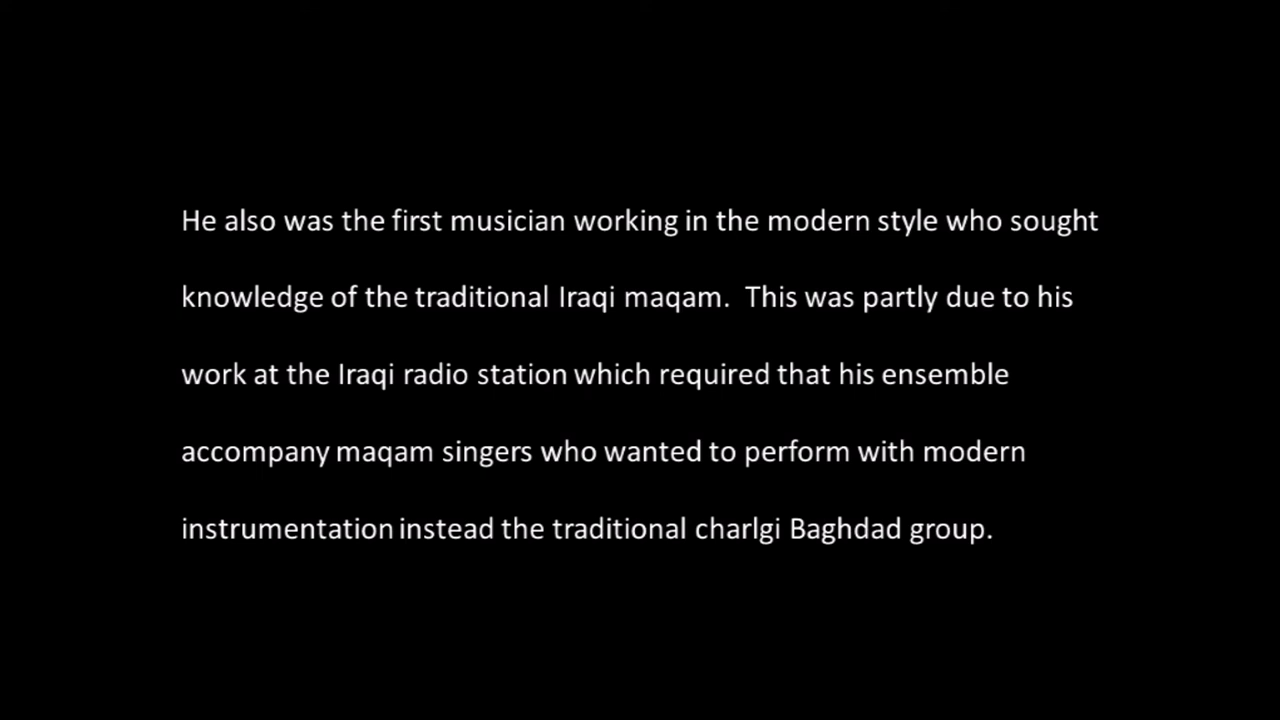 He also was the first musician working in the modern style who sought
knowledge of the traditional Iraqi maqam.  This was partly due to his
work at the Iraqi radio station which required that his ensemble
accompany maqam singers who wanted to perform with modern
instrumentation instead the traditional charlgi Baghdad group.